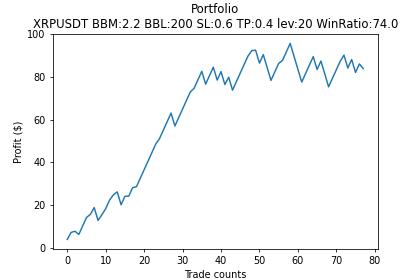 Portfolio
XRPUSDT BBM:2.2 BBL:200 SL:0.6 TP:0.4 lev:20 WinRatio:74.0
100
80
60
40
20
0
Profit ($)
0 10 20 30 40 50 60 70 80
Trade counts